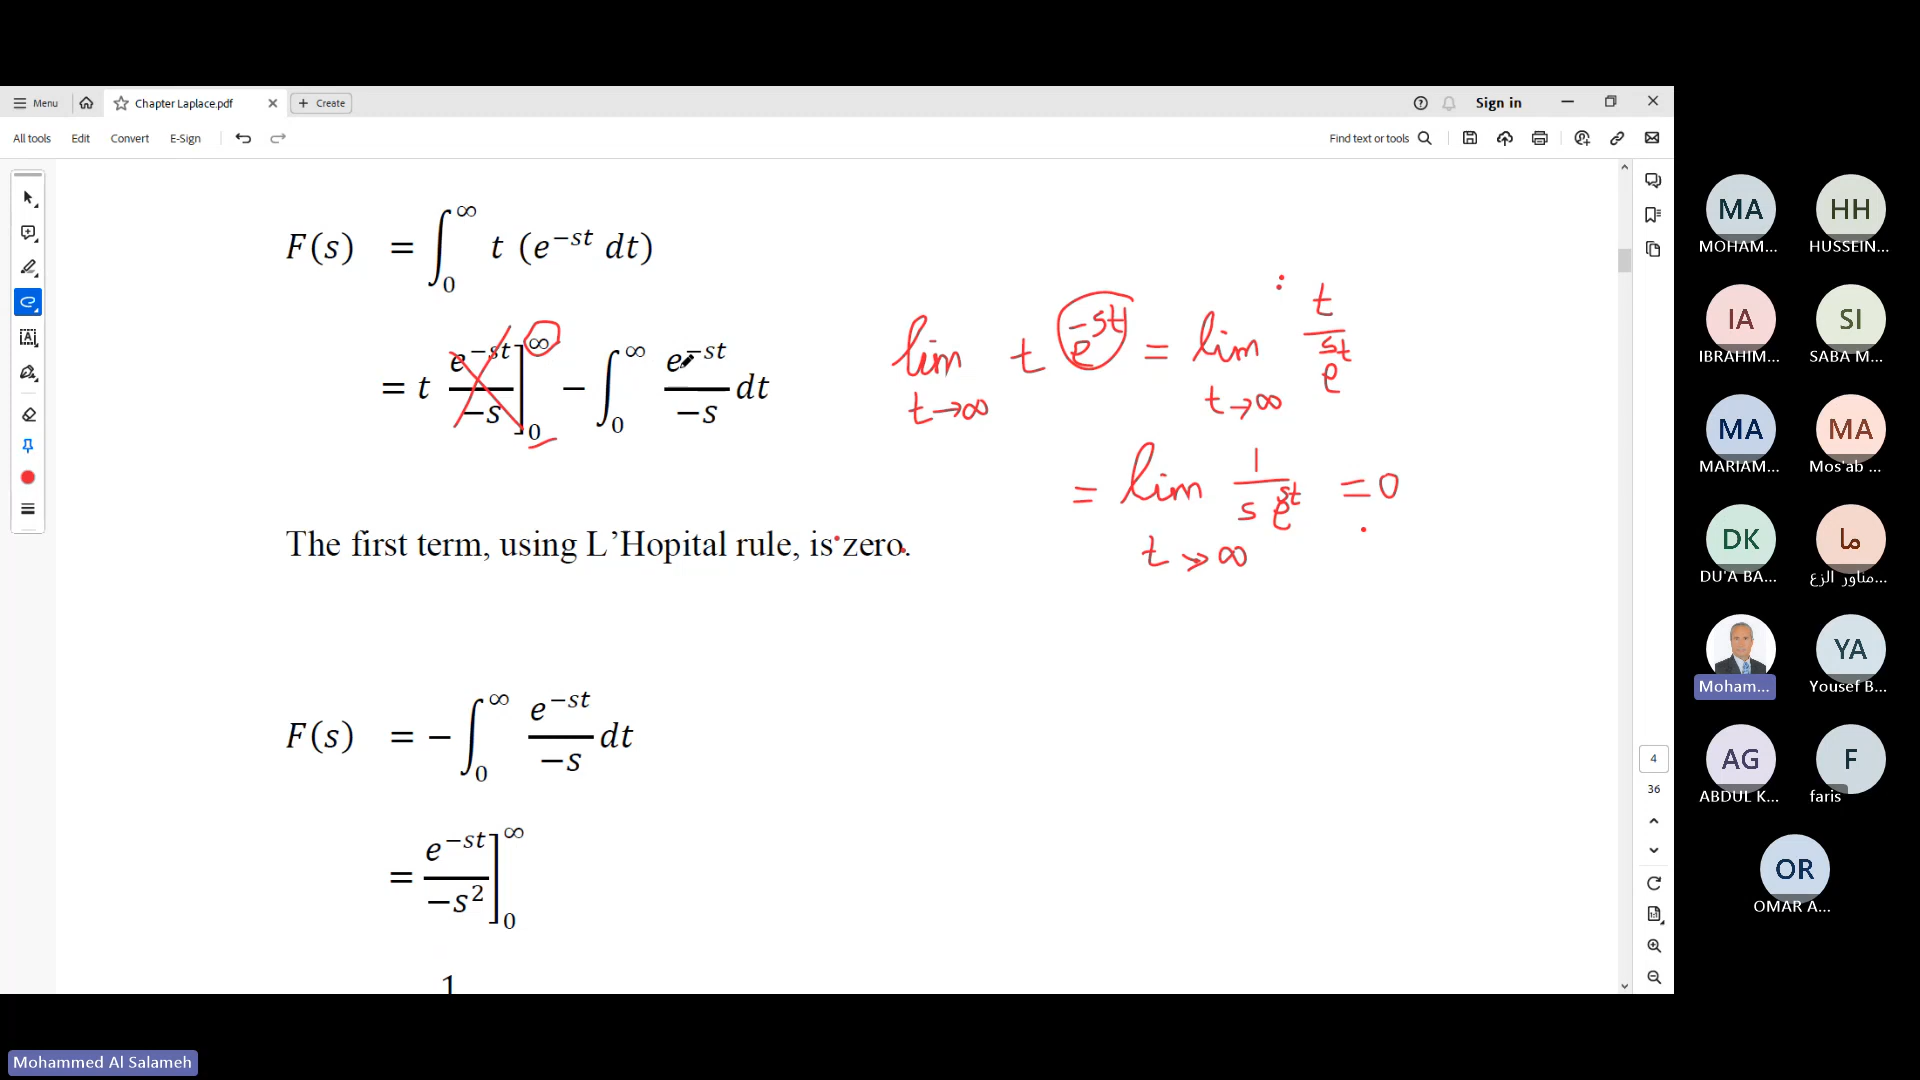 Menu
Chapter Laplace.pdf
Create
Sign in
All tools
Edit
Convert
E-Sign
Find text or tools
F(s) = ∫₀^∞ t (e^{-st} dt)
= t e^{-st}/-s ]₀^∞ − ∫₀^∞ e^{-st}/-s dt
lim t→∞ t e^{-st} = lim t→∞ t/e^{st}
= lim t→∞ 1/s e^{st} = 0
The first term, using L’Hopital rule, is zero.
F(s) = − ∫₀^∞ e^{-st}/-s dt
= e^{-st}/-s² ]₀^∞
1
4
36
MA
MOHAM...
HH
HUSSEIN...
IA
IBRAHIM...
SI
SABA M...
MA
MARIAM...
MA
Mos'ab ...
DK
DU'A BA...
ما
مناور الزع...
Moham...
YA
Yousef B...
AG
ABDUL K...
F
faris
OR
OMAR A...
Mohammed Al Salameh